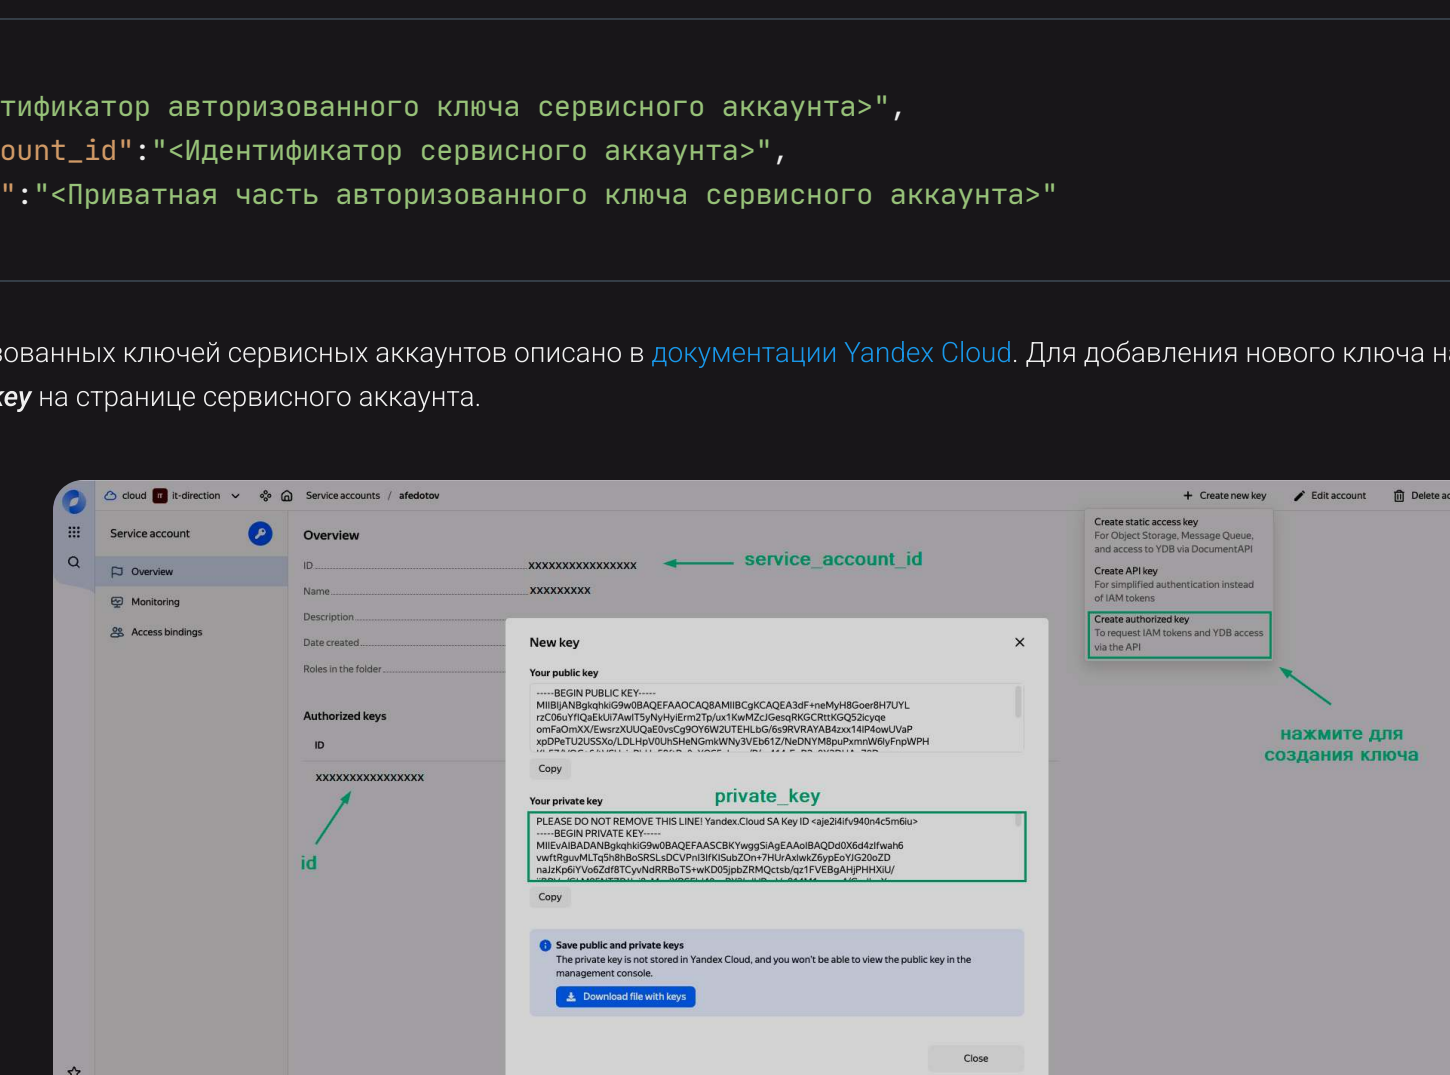 тификатор авторизованного ключа сервисного аккаунта>",
ount_id":"<Идентификатор сервисного аккаунта>",
":"<Приватная часть авторизованного ключа сервисного аккаунта>"
зованных ключей сервисных аккаунтов описано в документации Yandex Cloud. Для добавления нового ключа на
key на странице сервисного аккаунта.
cloud it-direction Service accounts / afedotov + Create new key Edit account Delete ac
Service account
Overview
Monitoring
Access bindings
Overview
ID xxxxxxxxxxxxxxxx service_account_id
Name xxxxxxxxx
Description
Date created
Roles in the folder
Authorized keys
ID
xxxxxxxxxxxxxxxx
id
Create static access key
For Object Storage, Message Queue,
and access to YDB via DocumentAPI
Create API key
For simplified authentication instead
of IAM tokens
Create authorized key
To request IAM tokens and YDB access
via the API
нажмите для
создания ключа
New key
Your public key
-----BEGIN PUBLIC KEY-----
Copy
Your private key private_key
PLEASE DO NOT REMOVE THIS LINE! Yandex.Cloud SA Key ID <aje2i4ifv940n4c5m6iu>
-----BEGIN PRIVATE KEY-----
Copy
Save public and private keys
The private key is not stored in Yandex Cloud, and you won't be able to view the public key in the
management console.
Download file with keys
Close